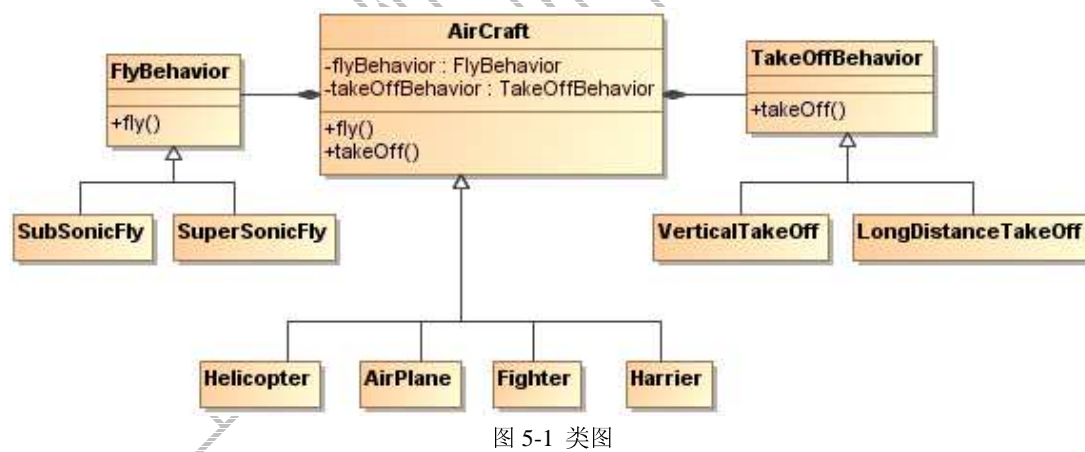 AirCraft
-flyBehavior : FlyBehavior
-takeOffBehavior : TakeOffBehavior
+fly()
+takeOff()
FlyBehavior
+fly()
TakeOffBehavior
+takeOff()
SubSonicFly
SuperSonicFly
VerticalTakeOff
LongDistanceTakeOff
Helicopter
AirPlane
Fighter
Harrier
图 5-1 类图